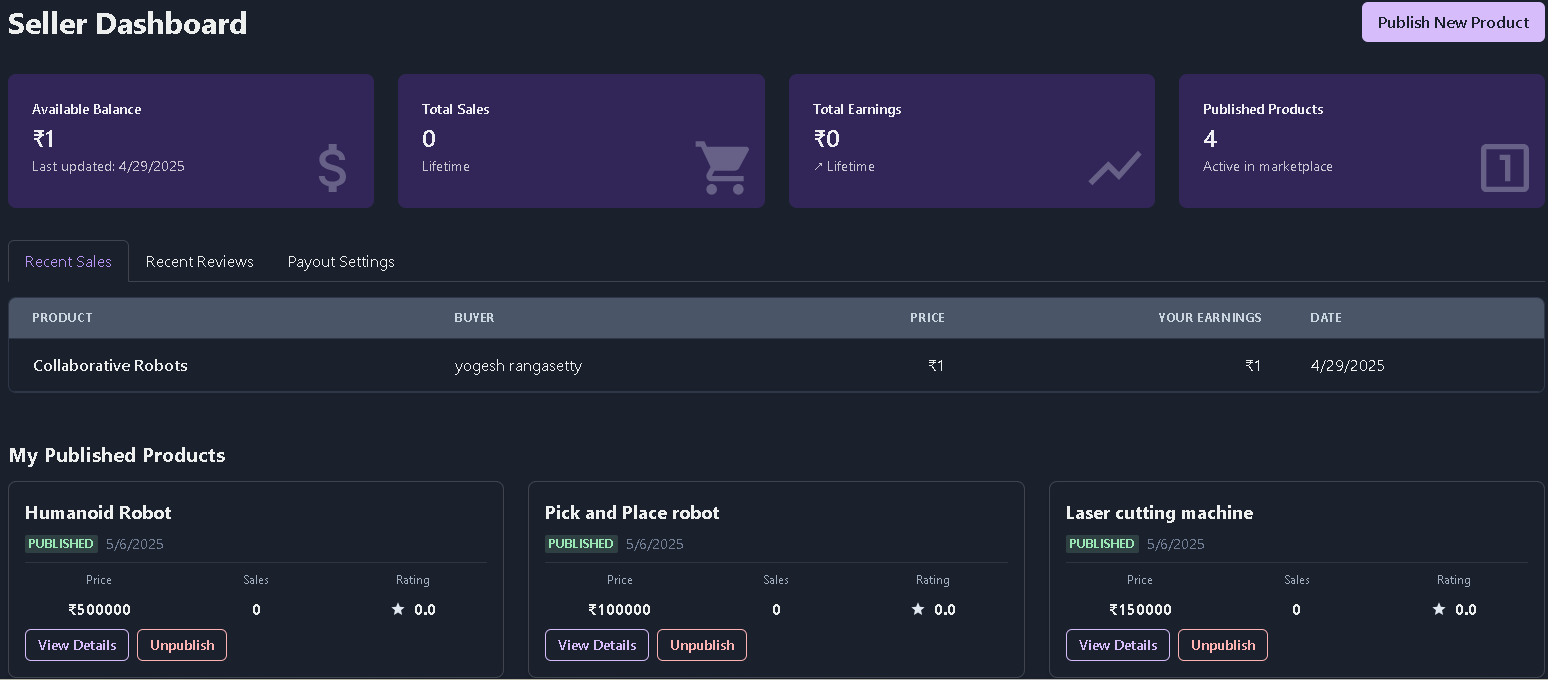 Seller Dashboard
Publish New Product
Available Balance
₹1
Last updated: 4/29/2025
Total Sales
0
Lifetime
Total Earnings
₹0
↗ Lifetime
Published Products
4
Active in marketplace
1
Recent Sales Recent Reviews Payout Settings
PRODUCT BUYER PRICE YOUR EARNINGS DATE
Collaborative Robots yogesh rangasetty ₹1 ₹1 4/29/2025
My Published Products
Humanoid Robot
PUBLISHED 5/6/2025
Price Sales Rating
₹500000 0 ★ 0.0
View Details Unpublish
Pick and Place robot
PUBLISHED 5/6/2025
Price Sales Rating
₹100000 0 ★ 0.0
View Details Unpublish
Laser cutting machine
PUBLISHED 5/6/2025
Price Sales Rating
₹150000 0 ★ 0.0
View Details Unpublish